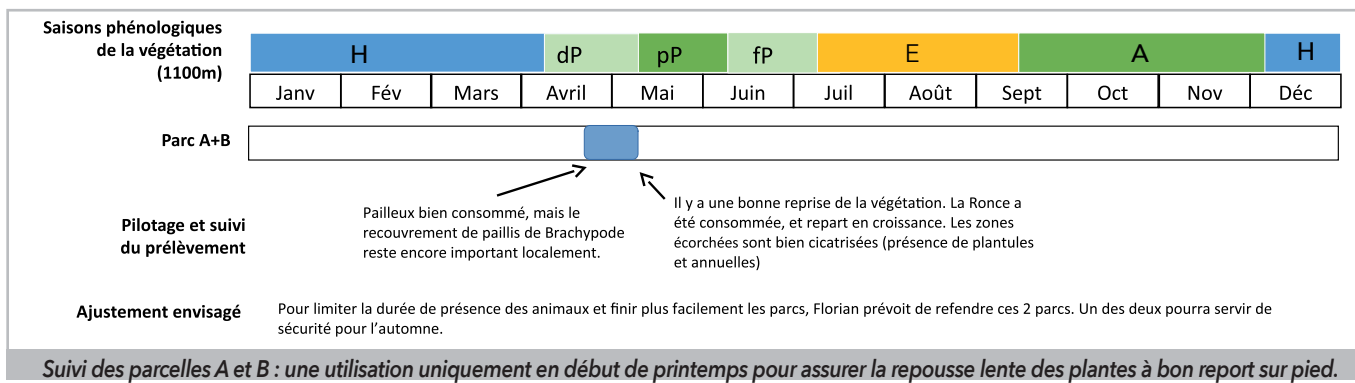 Saisons phénologiques
de la végétation
(1100m)
H dP pP fP E A H
Janv Fév Mars Avril Mai Juin Juil Août Sept Oct Nov Déc
Parc A+B
Pilotage et suivi
du prélèvement
Pailleux bien consommé, mais le
recouvrement de paillis de Brachypode
reste encore important localement.
Il y a une bonne reprise de la végétation. La Ronce a
été consommée, et repart en croissance. Les zones
écorchées sont bien cicatrisées (présence de plantules
et annuelles)
Ajustement envisagé
Pour limiter la durée de présence des animaux et finir plus facilement les parcs, Florian prévoit de refendre ces 2 parcs. Un des deux pourra servir de
sécurité pour l'automne.
Suivi des parcelles A et B : une utilisation uniquement en début de printemps pour assurer la repousse lente des plantes à bon report sur pied.